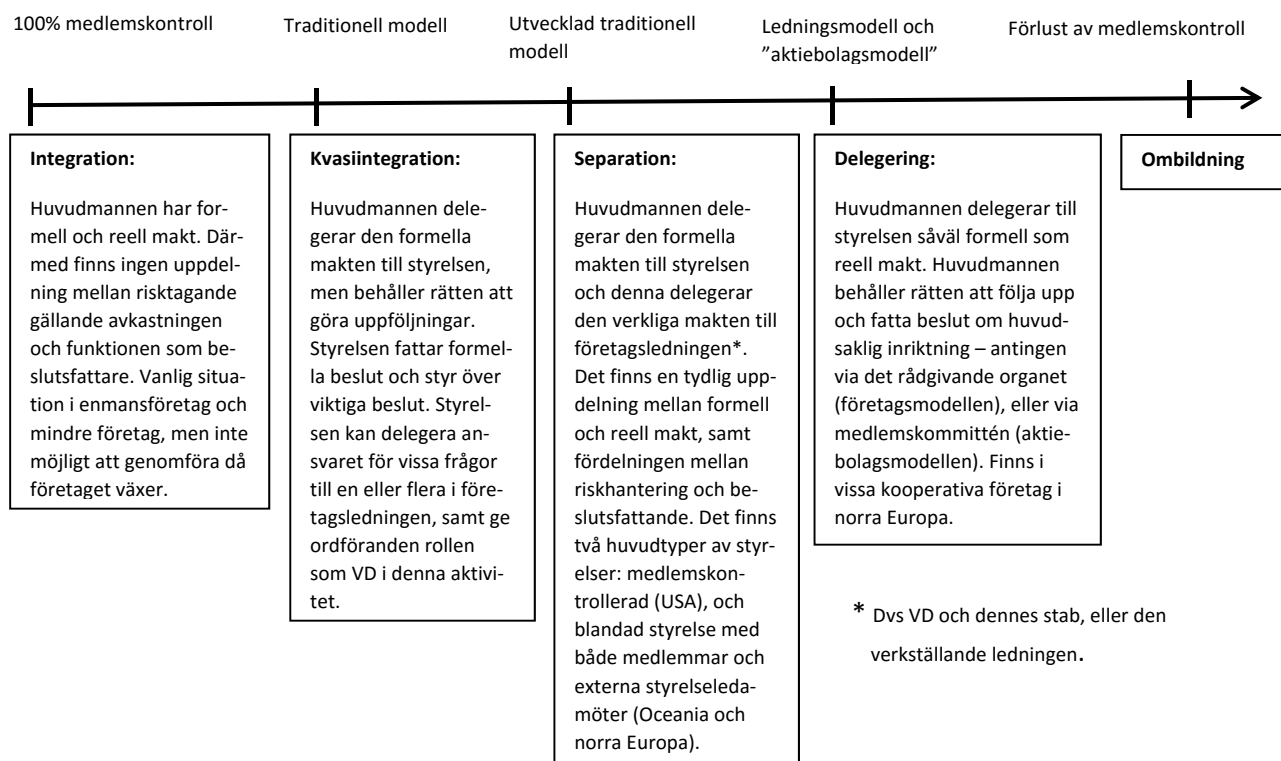 100% medlemskontroll
Traditionell modell
Utvecklad traditionell
modell
Ledningsmodell och
”aktiebolagsmodell”
Förlust av medlemskontroll
Integration:
Huvudmannen har for-
mell och reell makt. Där-
med finns ingen uppdel-
ning mellan risktagande
gällande avkastningen
och funktionen som be-
slutsfattare. Vanlig situa-
tion i enmansföretag och
mindre företag, men inte
möjligt att genomföra då
företaget växer.
Kvasiintegration:
Huvudmannen dele-
gerar den formella
makten till styrelsen,
men behåller rätten att
göra uppföljningar.
Styrelsen fattar formel-
la beslut och styr över
viktiga beslut. Styrel-
sen kan delegera an-
svaret för vissa frågor
till en eller flera i före-
tagsledningen, samt ge
ordföranden rollen
som VD i denna aktivi-
tet.
Separation:
Huvudmannen dele-
gerar den formella
makten till styrelsen
och denna delegerar
den verkliga makten till
företagsledningen*.
Det finns en tydlig upp-
delning mellan formell
och reell makt, samt
fördelningen mellan
riskhantering och be-
slutsfattande. Det finns
två huvudtyper av styr-
elser: medlemskon-
trollerad (USA), och
blandad styrelse med
både medlemmar och
externa styrelseleda-
möter (Oceania och
norra Europa).
Delegering:
Huvudmannen delegerar till
styrelsen såväl formell som
reell makt. Huvudmannen
behåller rätten att följa upp
och fatta beslut om huvud-
saklig inriktning – antingen
via det rådgivande organet
(företagsmodellen), eller via
medlemskommittén (aktie-
bolagsmodellen). Finns i
vissa kooperativa företag i
norra Europa.
Ombildning
* Dvs VD och dennes stab, eller den
verkställande ledningen.